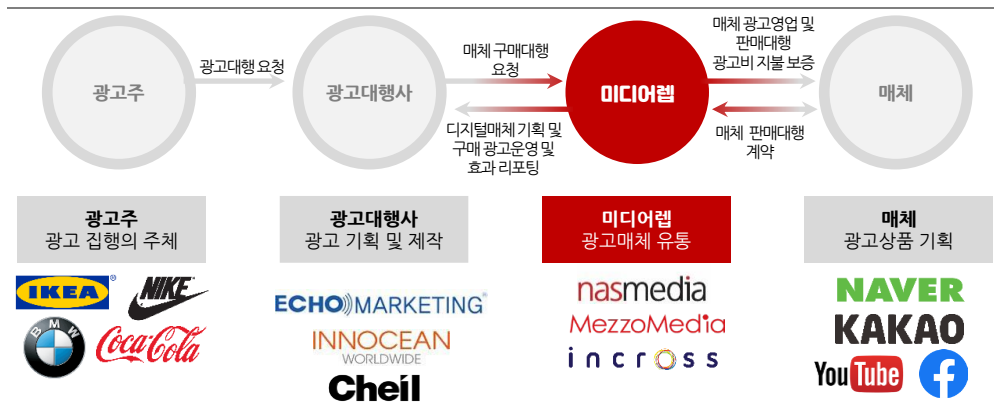 광고주
광고대행 요청
광고대행사
매체 구매대행
요청
디지털매체 기획 및
구매 광고운영 및
효과 리포팅
미디어렙
매체 광고영업 및
판매대행
광고비 지불 보증
매체 판매대행
계약
매체
광고주
광고 집행의 주체
광고대행사
광고 기획 및 제작
미디어렙
광고매체 유통
매체
광고상품 기획
IKEA®
NIKE
BMW
Coca-Cola
ECHO MARKETING®
INNOCEAN
WORLDWIDE
Cheil
nasmedia
MezzoMedia
incross
NAVER
KAKAO
YouTube
f